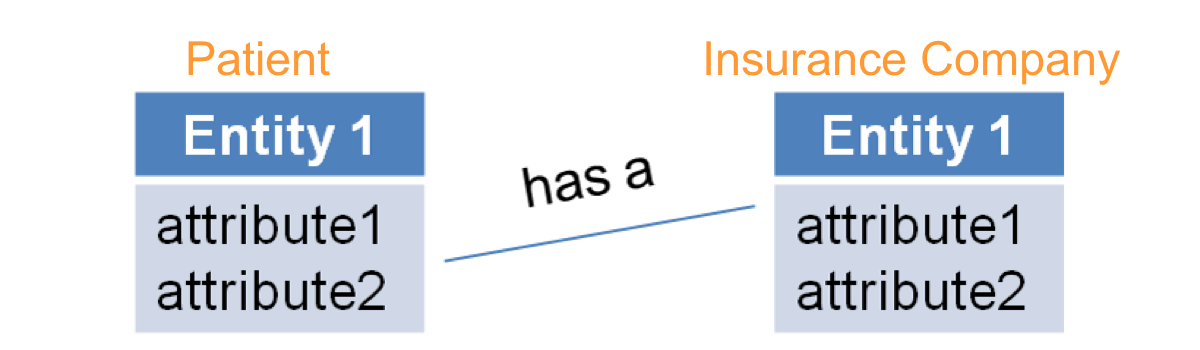 Patient
Insurance Company
Entity 1
Entity 1
has a
attribute1
attribute2
attribute1
attribute2